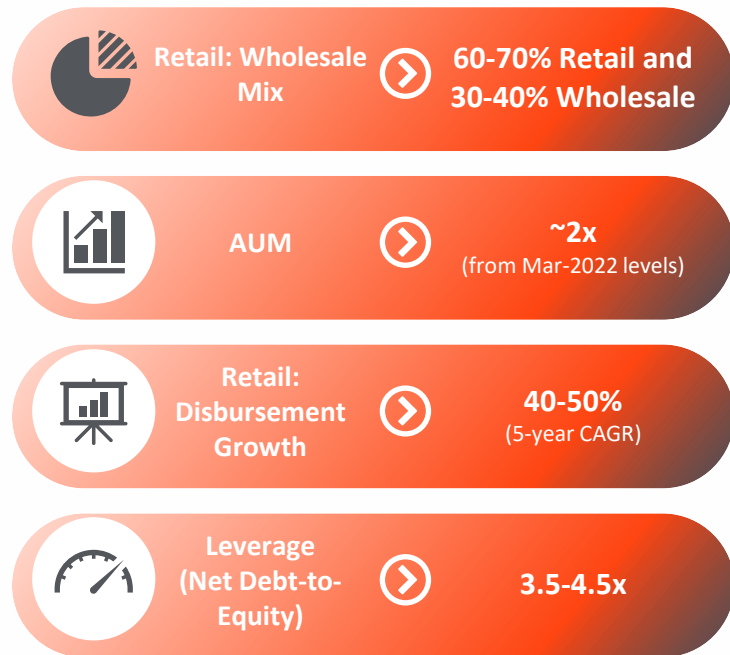 Retail: Wholesale
Mix
60-70% Retail and
30-40% Wholesale
AUM
~2x
(from Mar-2022 levels)
Retail:
Disbursement
Growth
40-50%
(5-year CAGR)
Leverage
(Net Debt-to-
Equity)
3.5-4.5x